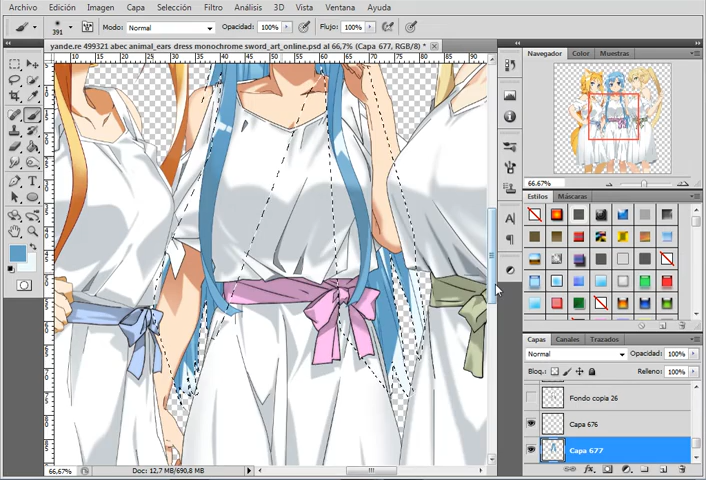 Archivo Edición Imagen Capa Selección Filtro Análisis 3D Vista Ventana Ayuda
391 Modo: Normal Opacidad: 100% Flujo: 100%
yande.re 499321 abec animal_ears dress monochrome sword_art_online.psd al 66,7% (Capa 677, RGB/8) *
Navegador Color Muestras
66.67%
Estilos Máscaras
Capas Canales Trazados
Normal Opacidad: 100%
Bloq.: Relleno: 100%
Fondo copia 26
Capa 676
Capa 677
66.67% Doc: 12,7 MB/690,8 MB